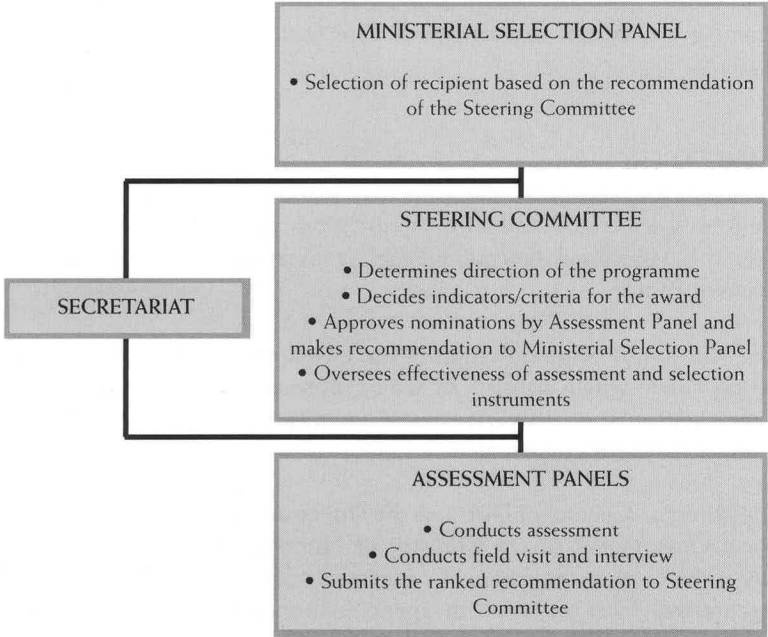 MINISTERIAL SELECTION PANEL
• Selection of recipient based on the recommendation
of the Steering Committee
STEERING COMMITTEE
• Determines direction of the programme
• Decides indicators/criteria for the award
• Approves nominations by Assessment Panel and
makes recommendation to Ministerial Selection Panel
• Oversees effectiveness of assessment and selection
instruments
SECRETARIAT
ASSESSMENT PANELS
• Conducts assessment
• Conducts field visit and interview
• Submits the ranked recommendation to Steering
Committee